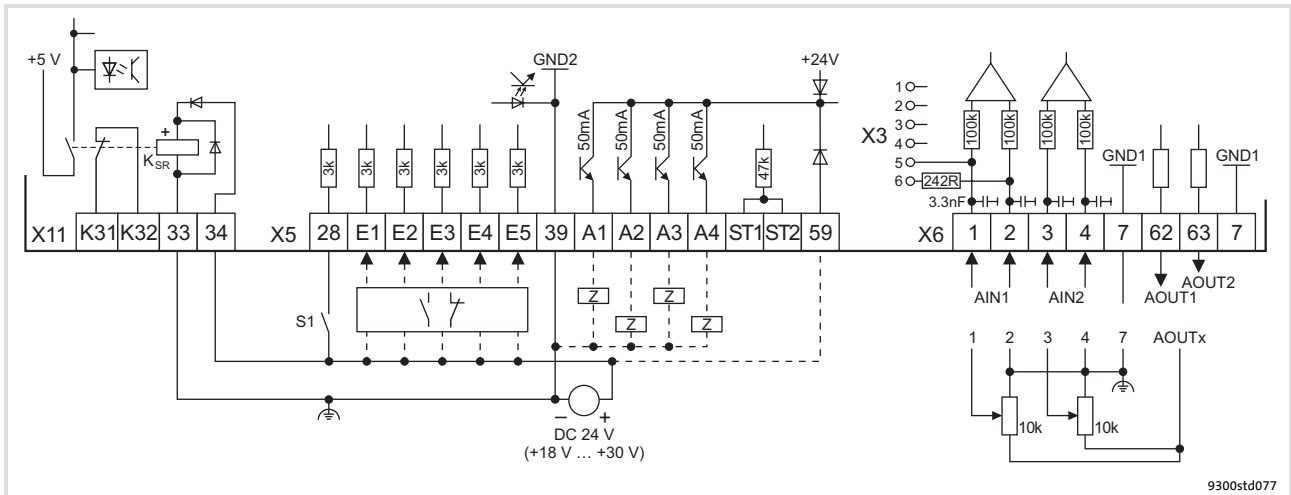 +5 V
+
K SR
3k
3k
3k
3k
3k
3k
GND2
50mA
50mA
50mA
50mA
+24V
47k
X3
1
2
3
4
5
6
242R
3.3nF
100k
100k
100k
100k
GND1
GND1
X11 K31 K32 33 34
X5 28 E1 E2 E3 E4 E5 39 A1 A2 A3 A4 ST1 ST2 59
X6 1 2 3 4 7 62 63 7
S1
Z
Z
Z
Z
AIN1
AIN2
AOUT1
AOUT2
1 2 3 4 7 AOUTx
10k
10k
− +
DC 24 V
(+18 V … +30 V)
9300std077